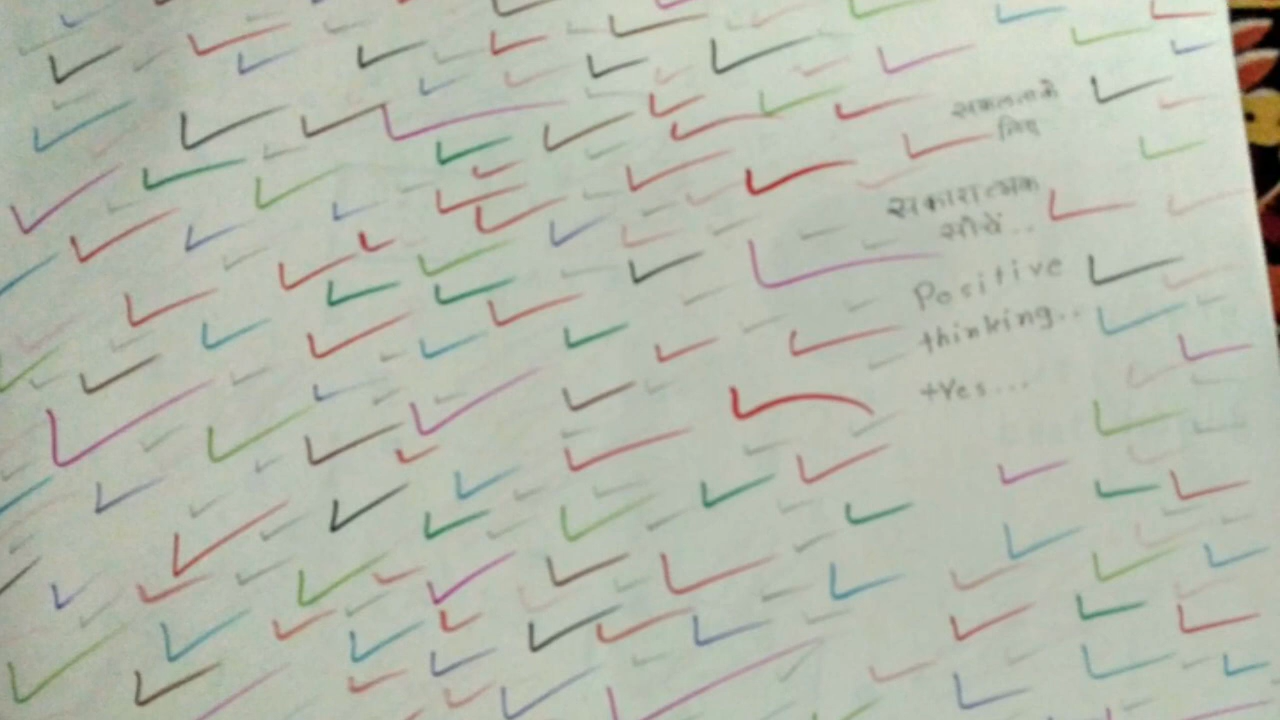 सफलता के
लिए
सकारात्मक
सोचें..
Positive
thinking..
+Yes...